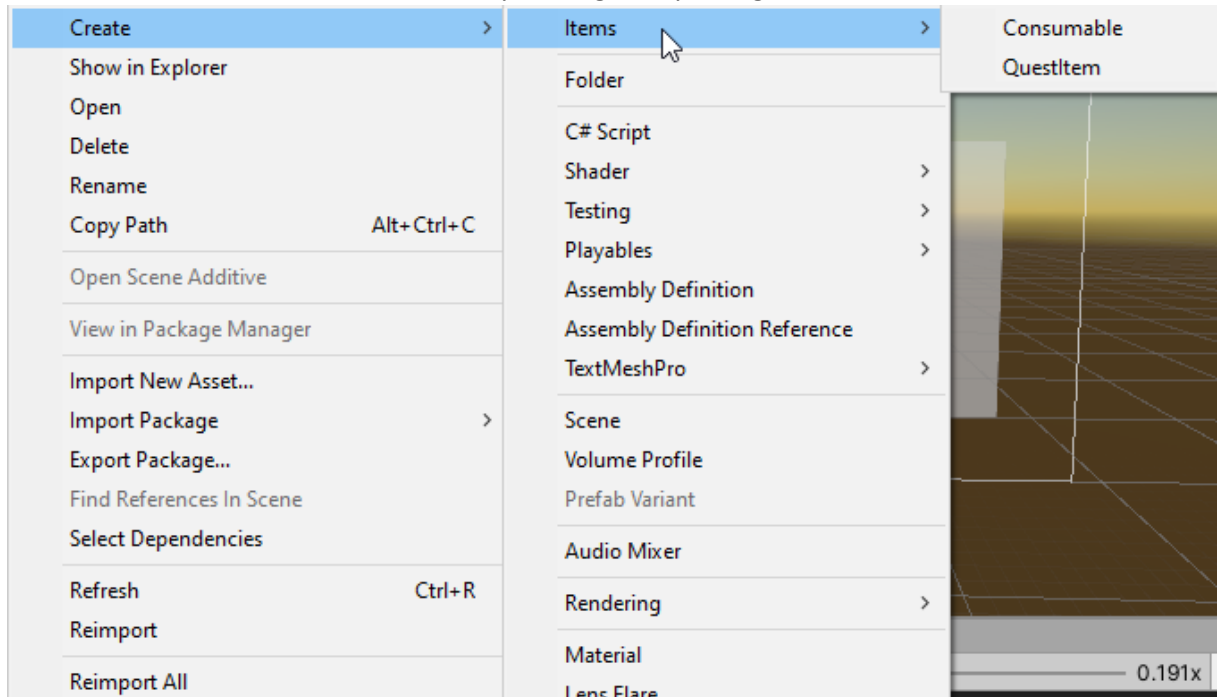 Create
Show in Explorer
Open
Delete
Rename
Copy Path Alt+Ctrl+C
Open Scene Additive
View in Package Manager
Import New Asset...
Import Package
Export Package...
Find References In Scene
Select Dependencies
Refresh Ctrl+R
Reimport
Reimport All
Items
Folder
C# Script
Shader
Testing
Playables
Assembly Definition
Assembly Definition Reference
TextMeshPro
Scene
Volume Profile
Prefab Variant
Audio Mixer
Rendering
Material
Lens Flare
Consumable
QuestItem
0.191x